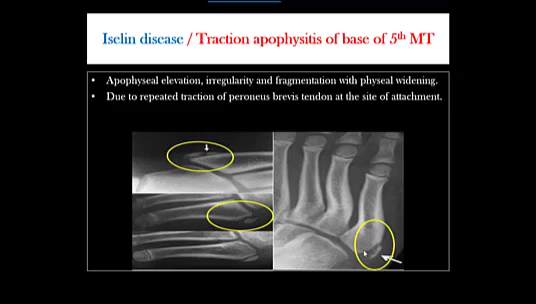 Iselin disease / Traction apophysitis of base of 5th MT
• Apophyseal elevation, irregularity and fragmentation with physeal widening.
• Due to repeated traction of peroneus brevis tendon at the site of attachment.